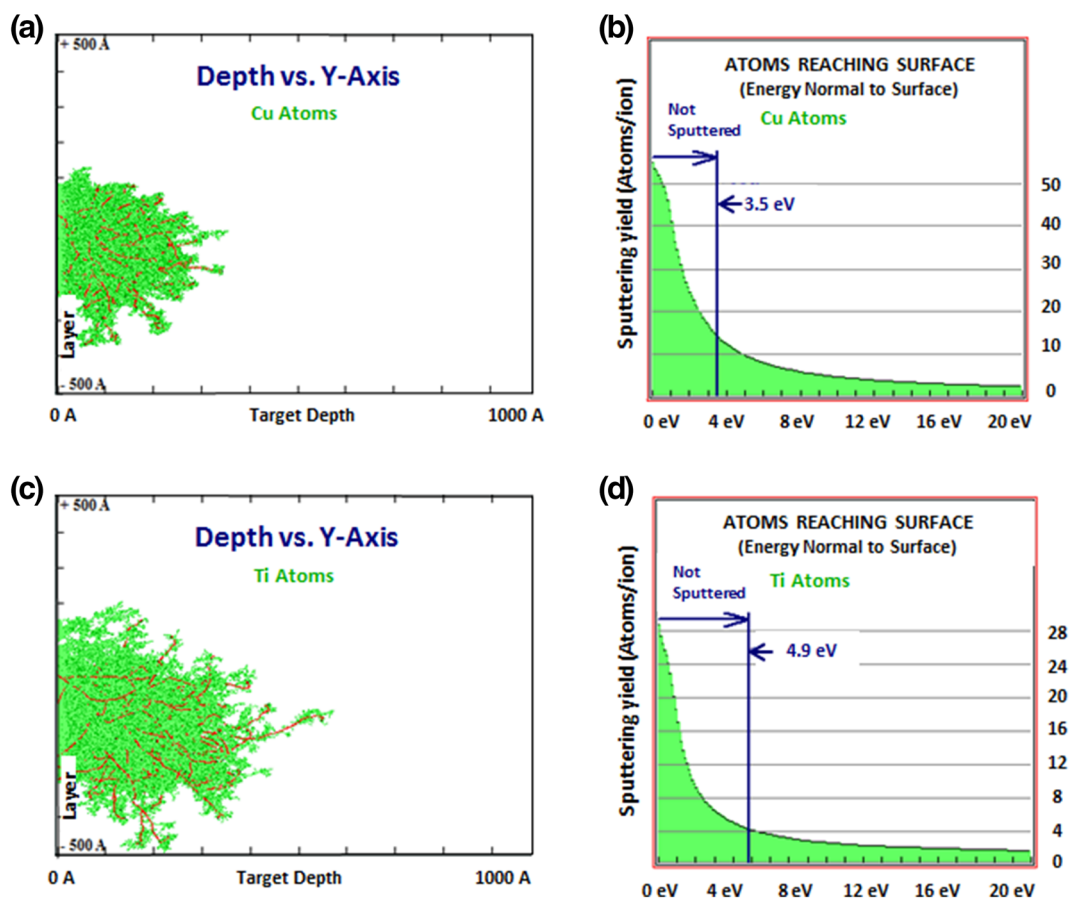 (a)
+ 500 Å
Depth vs. Y-Axis
Cu Atoms
Layer
- 500 Å
0 A
Target Depth
1000 A
(b)
ATOMS REACHING SURFACE
(Energy Normal to Surface)
Cu Atoms
Not
Sputtered
3.5 eV
Sputtering yield (Atoms/ion)
50
40
30
20
10
0
0 eV
4 eV
8 eV
12 eV
16 eV
20 eV
(c)
+ 500 Å
Depth vs. Y-Axis
Ti Atoms
Layer
- 500 Å
0 A
Target Depth
1000 A
(d)
ATOMS REACHING SURFACE
(Energy Normal to Surface)
Ti Atoms
Not
Sputtered
4.9 eV
Sputtering yield (Atoms/ion)
28
24
20
16
12
8
4
0
0 eV
4 eV
8 eV
12 eV
16 eV
20 eV